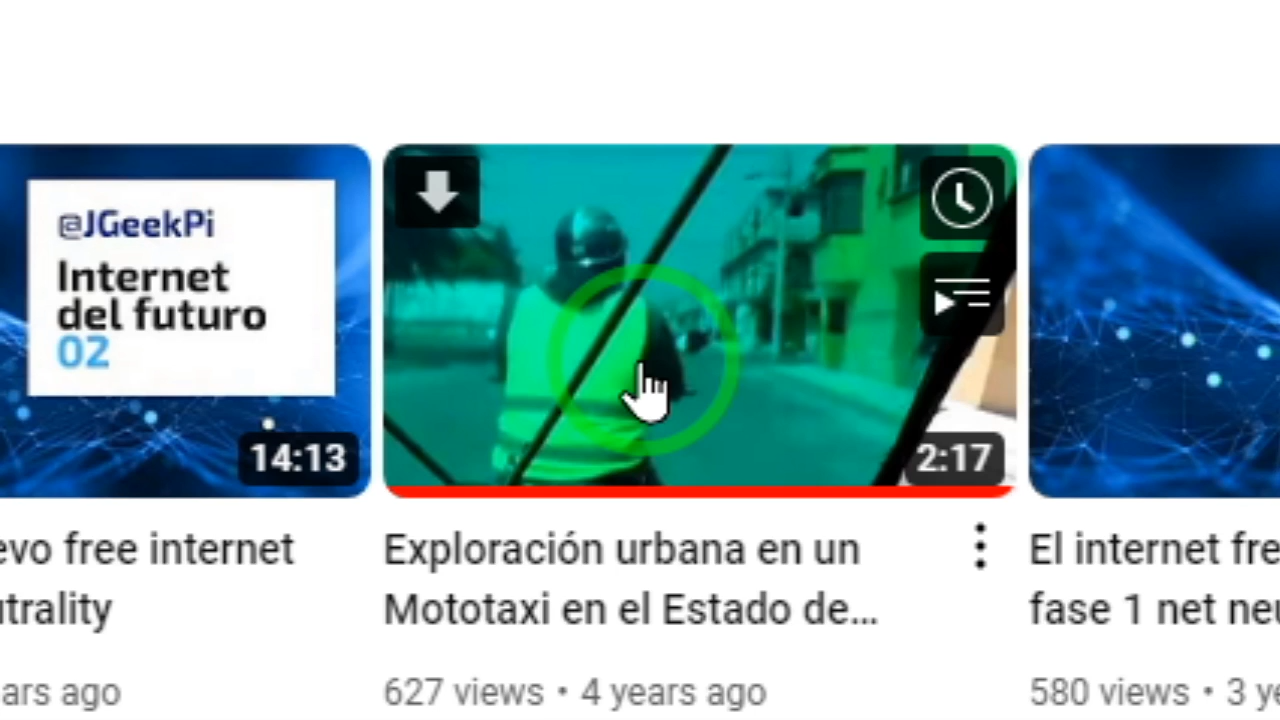 @JGeekPi
Internet
del futuro
02
14:13
2:17
evo free internet
utrality
ars ago
Exploración urbana en un
Mototaxi en el Estado de...
627 views • 4 years ago
El internet fre
fase 1 net neu
580 views • 3 ye